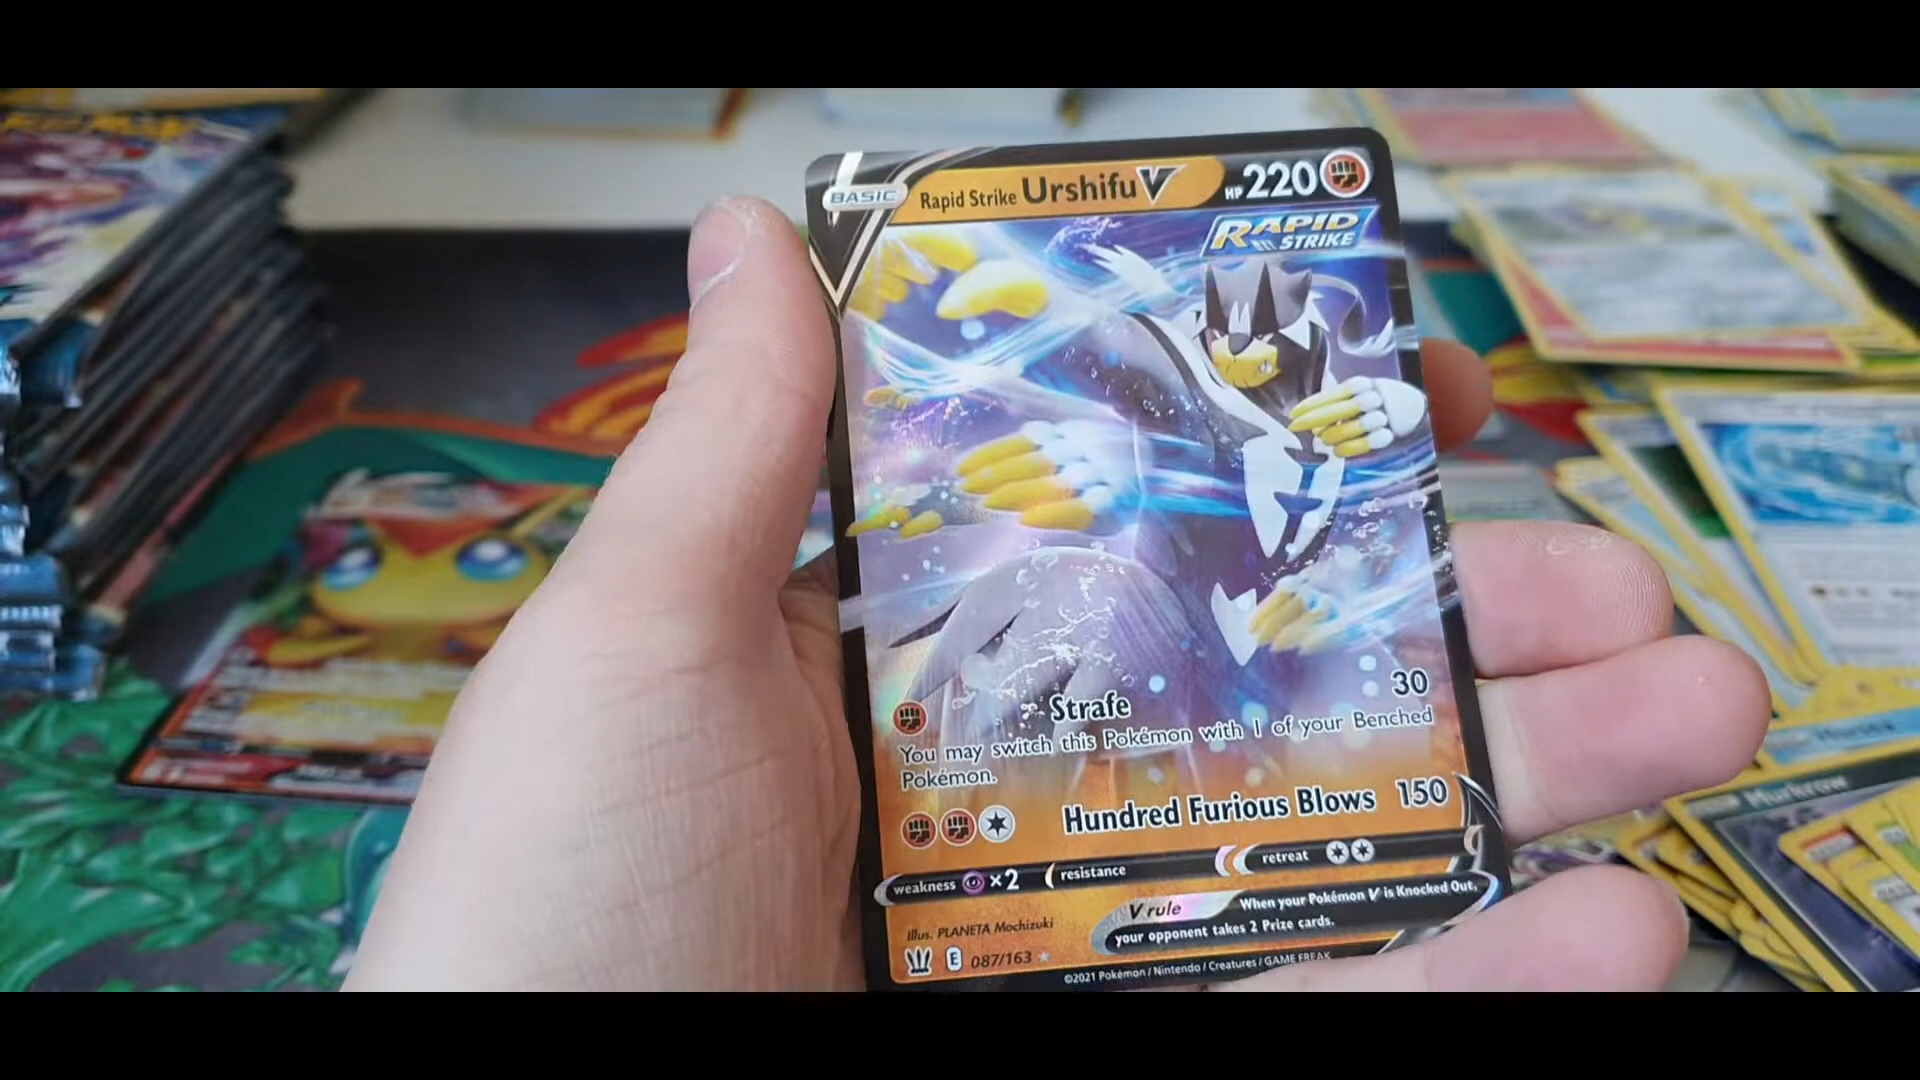 BASIC
Rapid Strike Urshifu V HP 220
RAPID
STRIKE
Strafe 30
You may switch this Pokémon with 1 of your Benched
Pokémon.
Hundred Furious Blows 150
weakness ×2 resistance retreat
V rule When your Pokémon V is Knocked Out,
your opponent takes 2 Prize cards.
Illus. PLANETA Mochizuki
E 087/163
©2021 Pokémon / Nintendo / Creatures / GAME FREAK
Murkrow